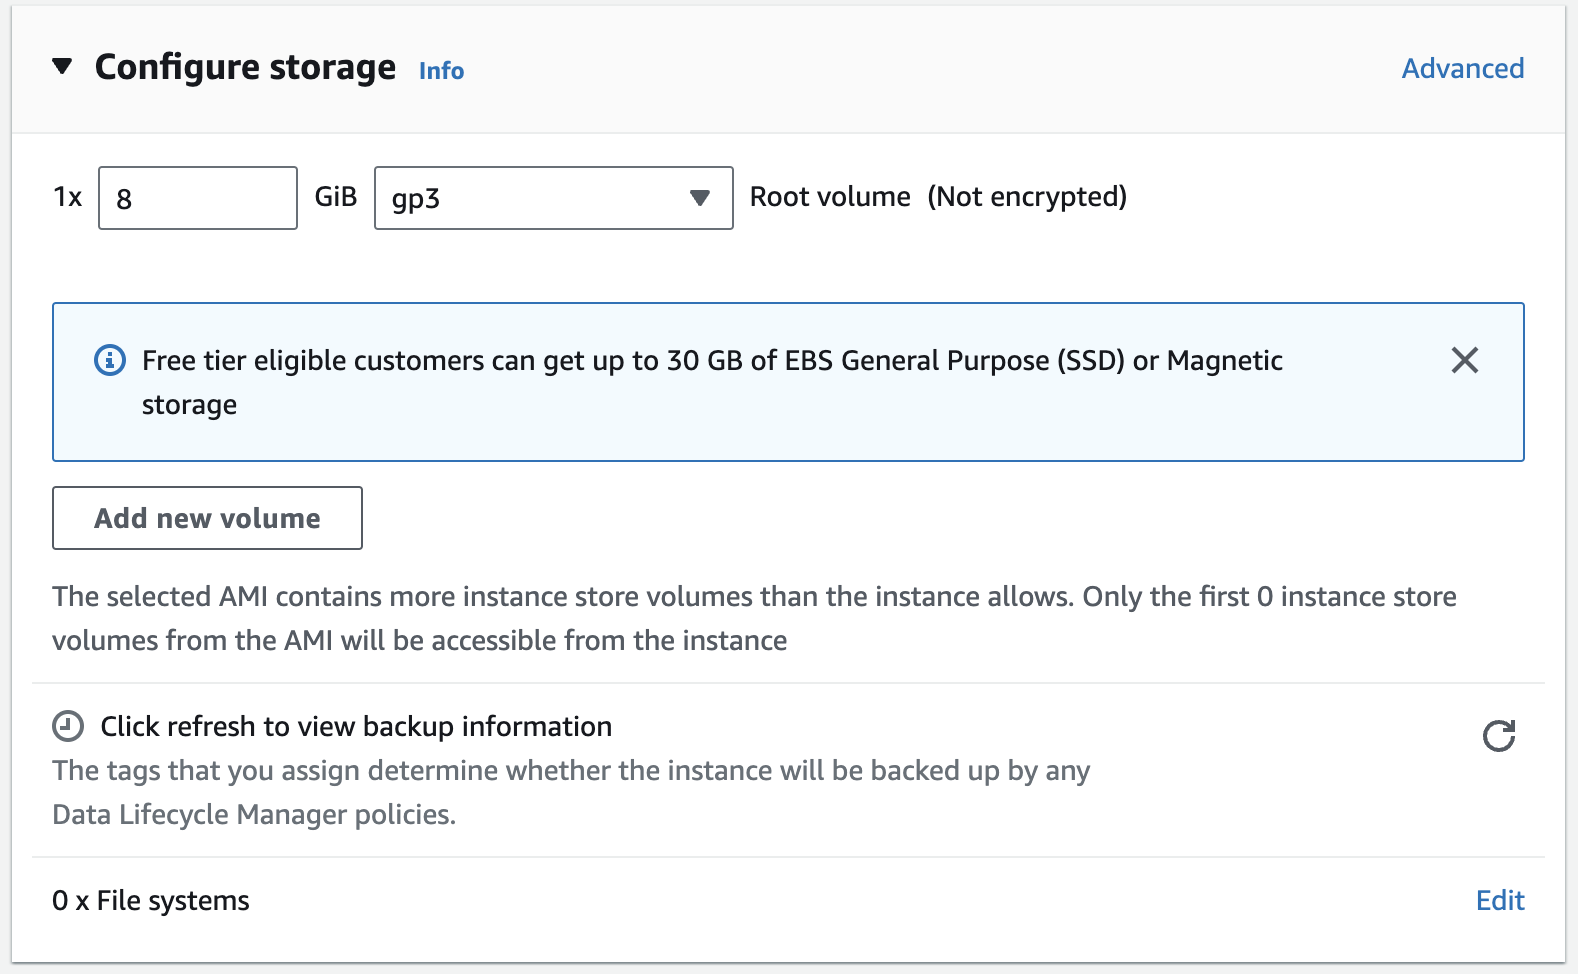 Configure storage Info Advanced
1x 8 GiB gp3 Root volume (Not encrypted)
Free tier eligible customers can get up to 30 GB of EBS General Purpose (SSD) or Magnetic
storage
Add new volume
The selected AMI contains more instance store volumes than the instance allows. Only the first 0 instance store
volumes from the AMI will be accessible from the instance
Click refresh to view backup information
The tags that you assign determine whether the instance will be backed up by any
Data Lifecycle Manager policies.
0 x File systems Edit